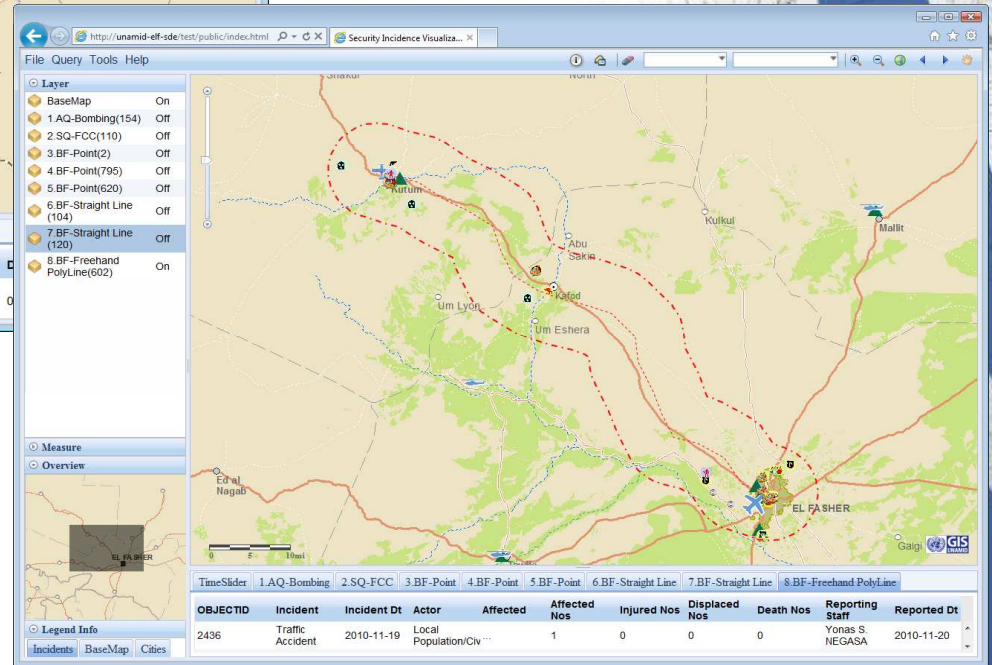 http://unamid-elf-sde/test/public/index.html
Security Incidence Visualiza...
File Query Tools Help
Layer
BaseMap On
1.AQ-Bombing(154) Off
2.SQ-FCC(110) Off
3.BF-Point(2) Off
4.BF-Point(795) Off
5.BF-Point(620) Off
6.BF-Straight Line
(104) Off
7.BF-Straight Line
(120) Off
8.BF-Freehand
PolyLine(602) On
Measure
Overview
EL FASHER
Legend Info
Incidents BaseMap Cities
Kutum
Kulkul
Mallit
Abu
Sakin
Kafod
Um Lyon
Um Eshera
Ed al
Nagab
EL FASHER
Galgi
GIS
UNAMID
0 5 10mi
TimeSlider 1.AQ-Bombing 2.SQ-FCC 3.BF-Point 4.BF-Point 5.BF-Point 6.BF-Straight Line 7.BF-Straight Line 8.BF-Freehand PolyLine
OBJECTID Incident Incident Dt Actor Affected Affected Nos Injured Nos Displaced Nos Death Nos Reporting Staff Reported Dt
2436 Traffic Accident 2010-11-19 Local Population/Civ... 1 0 0 0 Yonas S. NEGASA 2010-11-20